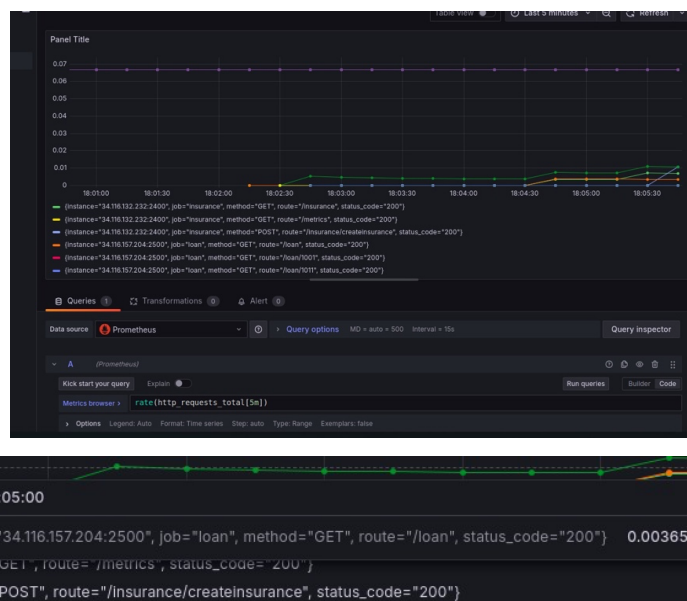 Table view Last 5 minutes Refresh
Panel Title
0.07
0.06
0.05
0.04
0.03
0.02
0.01
0
18:01:00 18:01:30 18:02:00 18:02:30 18:03:00 18:03:30 18:04:00 18:04:30 18:05:00 18:05:30
{instance="34.116.132.232:2400", job="insurance", method="GET", route="/insurance", status_code="200"}
{instance="34.116.132.232:2400", job="insurance", method="GET", route="/metrics", status_code="200"}
{instance="34.116.132.232:2400", job="insurance", method="POST", route="/insurance/createinsurance", status_code="200"}
{instance="34.116.157.204:2500", job="loan", method="GET", route="/loan", status_code="200"}
{instance="34.116.157.204:2500", job="loan", method="GET", route="/loan/1001", status_code="200"}
{instance="34.116.157.204:2500", job="loan", method="GET", route="/loan/1011", status_code="200"}
Queries 1 Transformations 0 Alert 0
Data source Prometheus Query options MD = auto = 500 Interval = 15s Query inspector
A (Prometheus)
Kick start your query Explain Run queries Builder Code
Metrics browser > rate(http_requests_total[5m])
Options Legend: Auto Format: Time series Step: auto Type: Range Exemplars: false
:05:00
"34.116.157.204:2500", job="loan", method="GET", route="/loan", status_code="200"} 0.00365
GET", route="/metrics", status_code="200"}
POST", route="/insurance/createinsurance", status_code="200"}